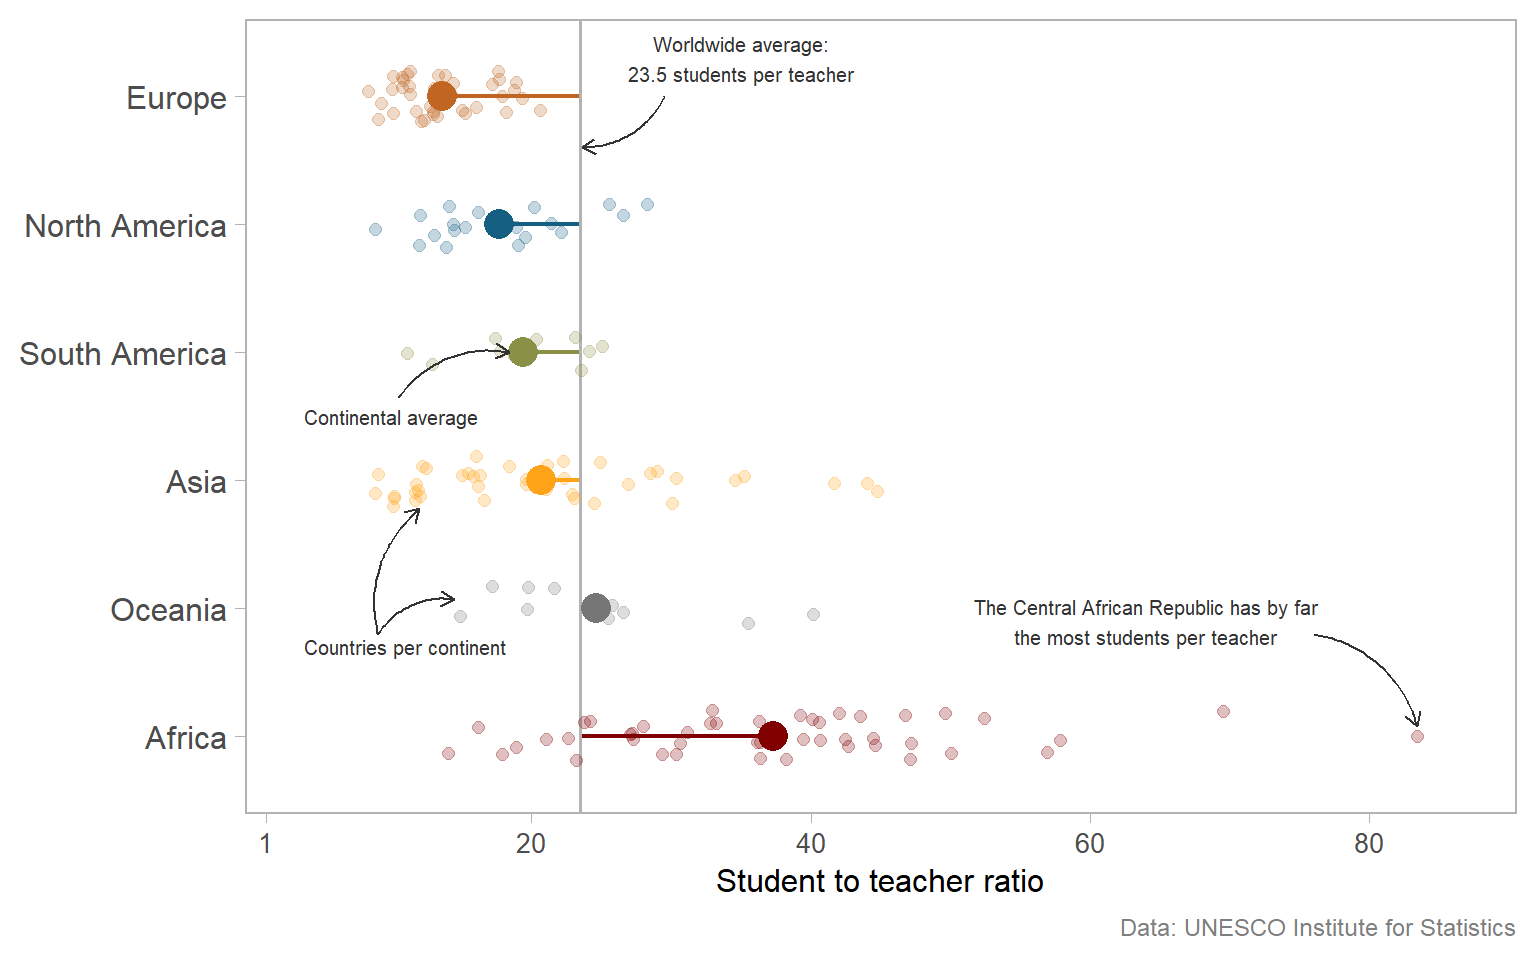 Worldwide average:
23.5 students per teacher
Europe
North America
South America
Continental average
Asia
Oceania
The Central African Republic has by far
the most students per teacher
Countries per continent
Africa
1 20 40 60 80
Student to teacher ratio
Data: UNESCO Institute for Statistics